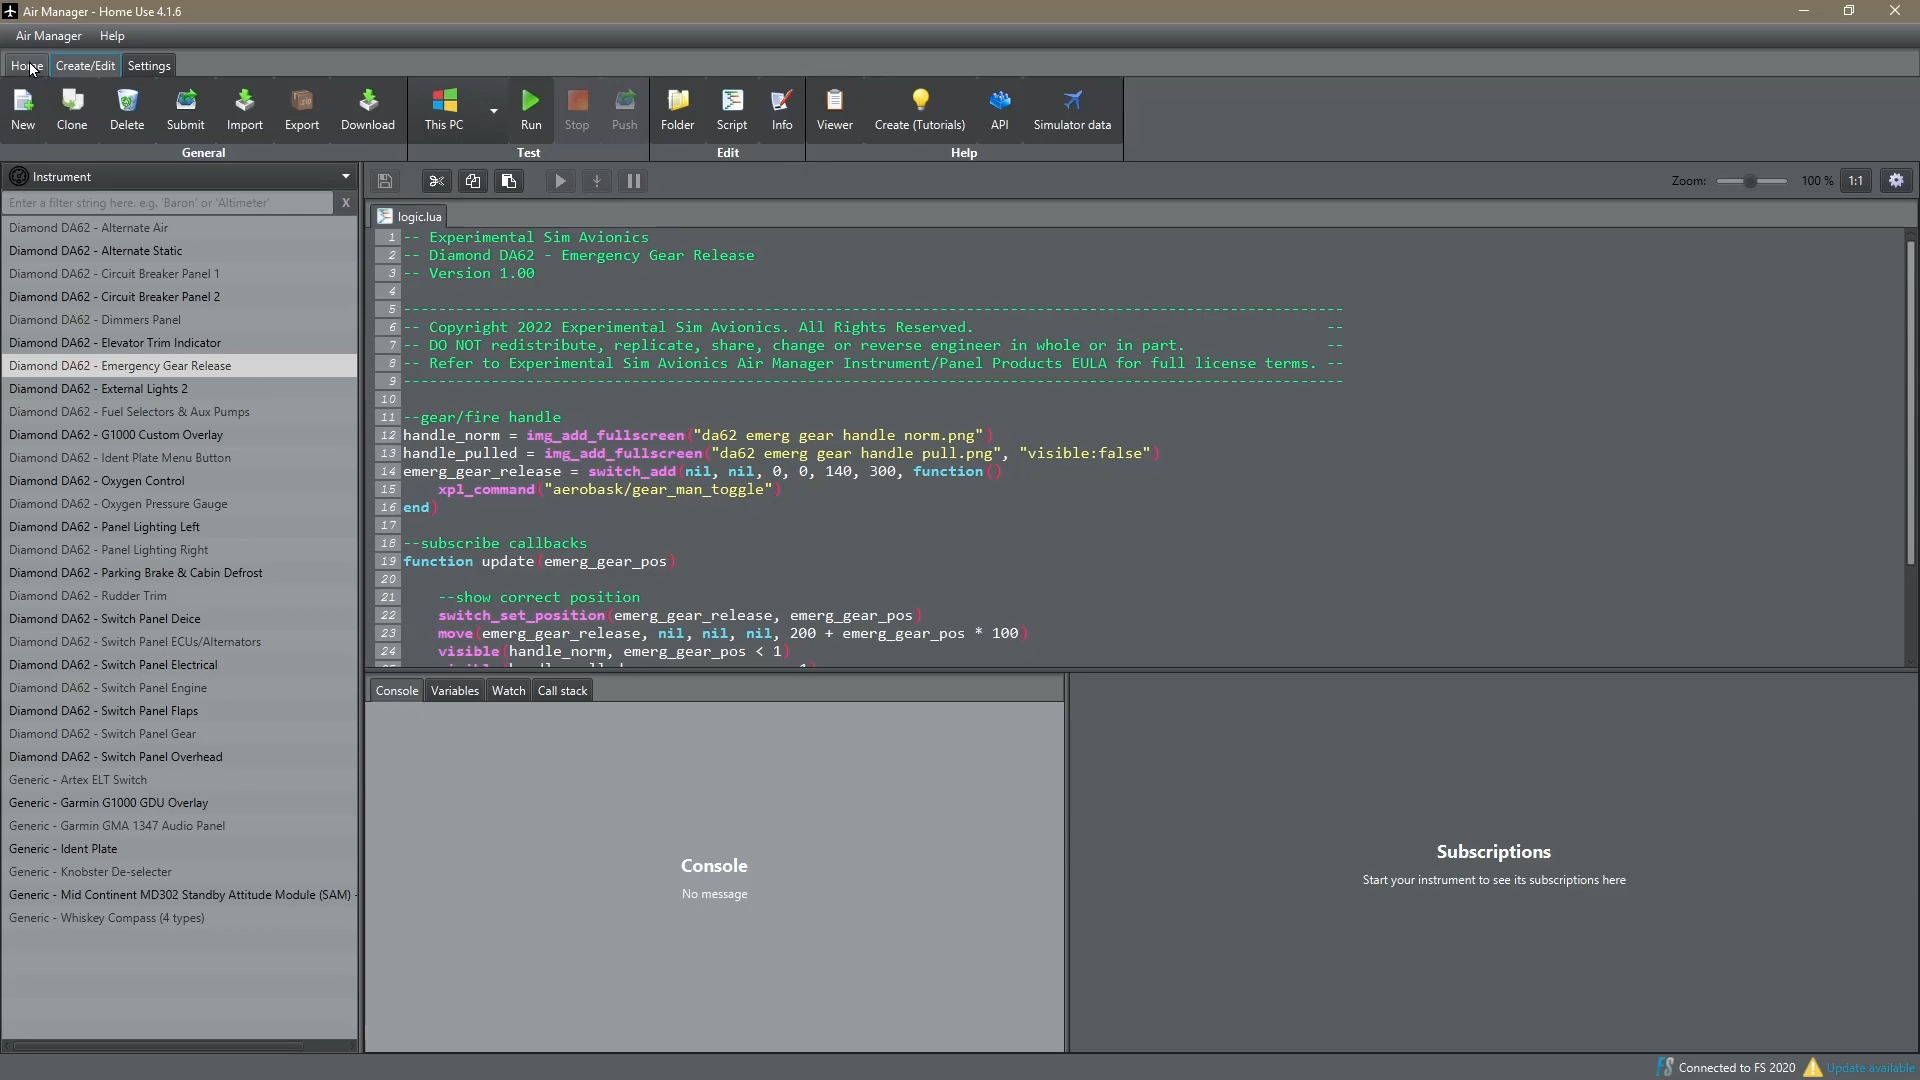 Air Manager - Home Use 4.1.6
Air Manager Help
Home Create/Edit Settings
New Clone Delete Submit Import Export Download This PC Run Stop Push Folder Script Info Viewer Create (Tutorials) API Simulator data
General Test Edit Help
Instrument
Zoom: 100 % 1:1
Enter a filter string here. e.g. 'Baron' or 'Altimeter' X
Diamond DA62 - Alternate Air
Diamond DA62 - Alternate Static
Diamond DA62 - Circuit Breaker Panel 1
Diamond DA62 - Circuit Breaker Panel 2
Diamond DA62 - Dimmers Panel
Diamond DA62 - Elevator Trim Indicator
Diamond DA62 - Emergency Gear Release
Diamond DA62 - External Lights 2
Diamond DA62 - Fuel Selectors & Aux Pumps
Diamond DA62 - G1000 Custom Overlay
Diamond DA62 - Ident Plate Menu Button
Diamond DA62 - Oxygen Control
Diamond DA62 - Oxygen Pressure Gauge
Diamond DA62 - Panel Lighting Left
Diamond DA62 - Panel Lighting Right
Diamond DA62 - Parking Brake & Cabin Defrost
Diamond DA62 - Rudder Trim
Diamond DA62 - Switch Panel Deice
Diamond DA62 - Switch Panel ECUs/Alternators
Diamond DA62 - Switch Panel Electrical
Diamond DA62 - Switch Panel Engine
Diamond DA62 - Switch Panel Flaps
Diamond DA62 - Switch Panel Gear
Diamond DA62 - Switch Panel Overhead
Generic - Artex ELT Switch
Generic - Garmin G1000 GDU Overlay
Generic - Garmin GMA 1347 Audio Panel
Generic - Ident Plate
Generic - Knobster De-selecter
Generic - Mid Continent MD302 Standby Attitude Module (SAM) -
Generic - Whiskey Compass (4 types)
logic.lua
1 -- Experimental Sim Avionics
2 -- Diamond DA62 - Emergency Gear Release
3 -- Version 1.00
4
5 ------------------------------------------------------------------------------------------------------------
6 -- Copyright 2022 Experimental Sim Avionics. All Rights Reserved. --
7 -- DO NOT redistribute, replicate, share, change or reverse engineer in whole or in part. --
8 -- Refer to Experimental Sim Avionics Air Manager Instrument/Panel Products EULA for full license terms. --
9 ------------------------------------------------------------------------------------------------------------
10
11 --gear/fire handle
12 handle_norm = img_add_fullscreen("da62 emerg gear handle norm.png")
13 handle_pulled = img_add_fullscreen("da62 emerg gear handle pull.png", "visible:false")
14 emerg_gear_release = switch_add(nil, nil, 0, 0, 140, 300, function()
15 xpl_command("aerobask/gear_man_toggle")
16 end)
17
18 --subscribe callbacks
19 function update(emerg_gear_pos)
20
21 --show correct position
22 switch_set_position(emerg_gear_release, emerg_gear_pos)
23 move(emerg_gear_release, nil, nil, nil, 200 + emerg_gear_pos * 100)
24 visible(handle_norm, emerg_gear_pos < 1)
Console Variables Watch Call stack
Console
No message
Subscriptions
Start your instrument to see its subscriptions here
FS Connected to FS 2020 Update available